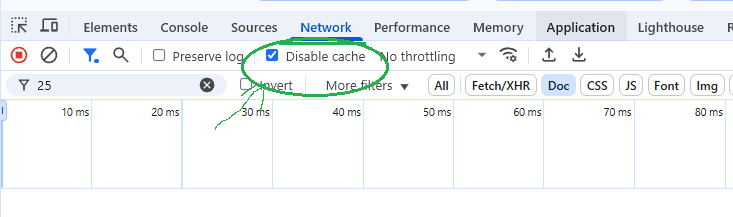 Elements Console Sources Network Performance Memory Application Lighthouse R
Preserve log Disable cache No throttling
25 Invert More filters All Fetch/XHR Doc CSS JS Font Img
10 ms 20 ms 30 ms 40 ms 50 ms 60 ms 70 ms 80 ms